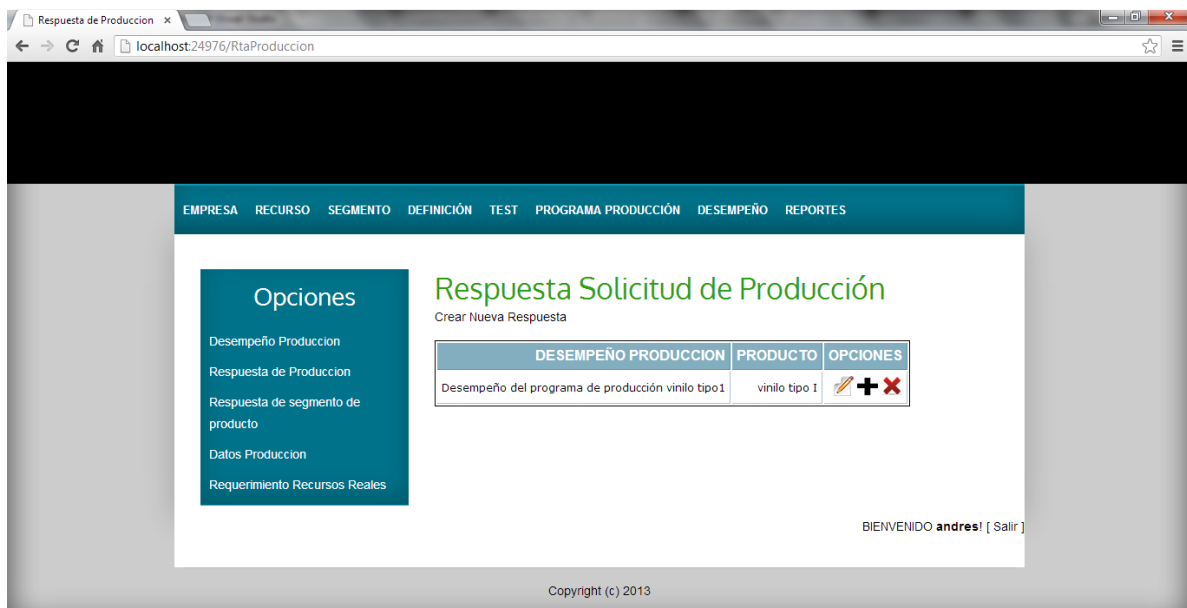 Respuesta de Produccion
localhost:24976/RtaProduccion
EMPRESA RECURSO SEGMENTO DEFINICIÓN TEST PROGRAMA PRODUCCIÓN DESEMPEÑO REPORTES
Opciones
Desempeño Produccion
Respuesta de Produccion
Respuesta de segmento de
producto
Datos Produccion
Requerimiento Recursos Reales
Respuesta Solicitud de Producción
Crear Nueva Respuesta
DESEMPEÑO PRODUCCION PRODUCTO OPCIONES
Desempeño del programa de producción vinilo tipo1 vinilo tipo I
BIENVENIDO andres! [ Salir ]
Copyright (c) 2013